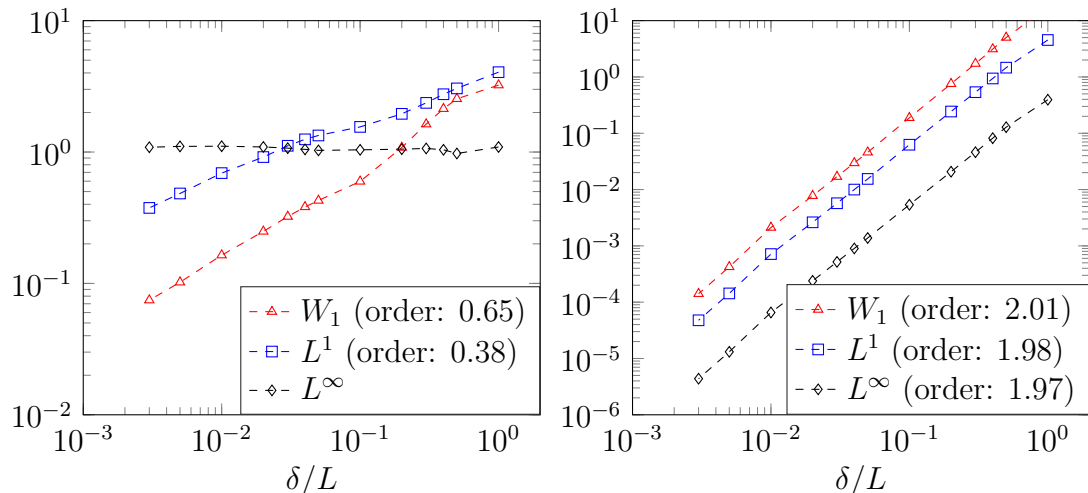 10^1
10^0
10^{-1}
10^{-2}
10^{-3} 10^{-2} 10^{-1} 10^0
δ/L
W_1 (order: 0.65)
L^1 (order: 0.38)
L^∞
10^1
10^0
10^{-1}
10^{-2}
10^{-3}
10^{-4}
10^{-5}
10^{-6}
10^{-3} 10^{-2} 10^{-1} 10^0
δ/L
W_1 (order: 2.01)
L^1 (order: 1.98)
L^∞ (order: 1.97)